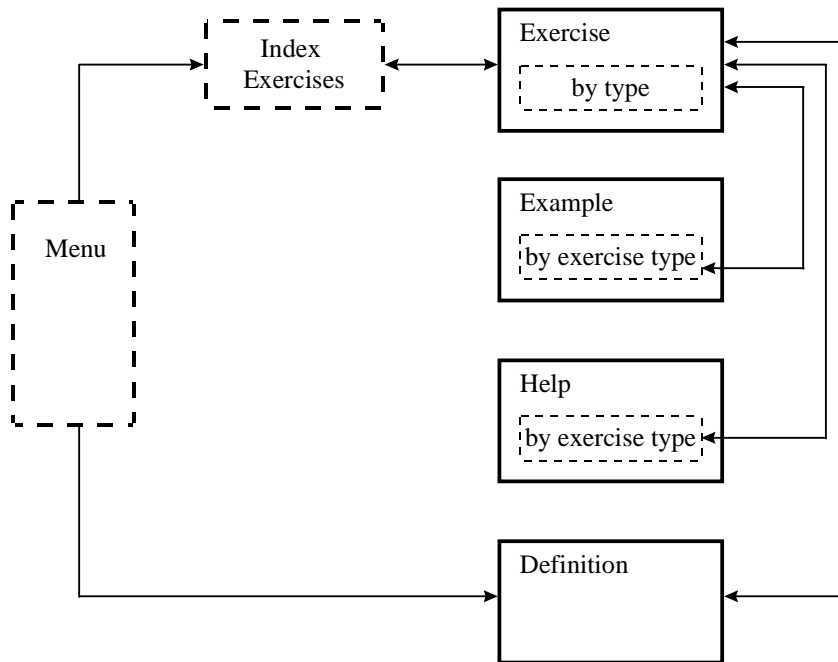 Index
Exercises
Exercise
by type
Example
by exercise type
Menu
Help
by exercise type
Definition